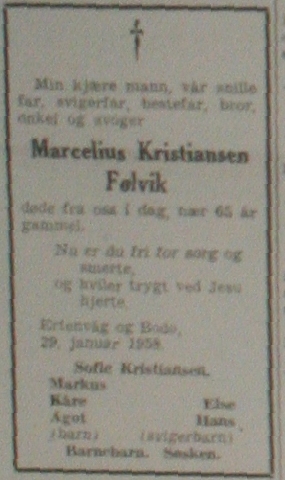 Min kjære mann, vår snille
far, svigerfar, bestefar, bror,
onkel og svoger
Marcelius Kristiansen
Følvik
døde fra oss i dag, nær 65 år
gammel.
Nu er du fri for sorg og
smerte,
og hviler trygt ved Jesu
hjerte.
og Bodø,
29. januar 1958.
Sofie Kristiansen.
Markus
Kåre Else
Agot Hans
(barn) (svigerbarn)
Barnebarn. Søsken.